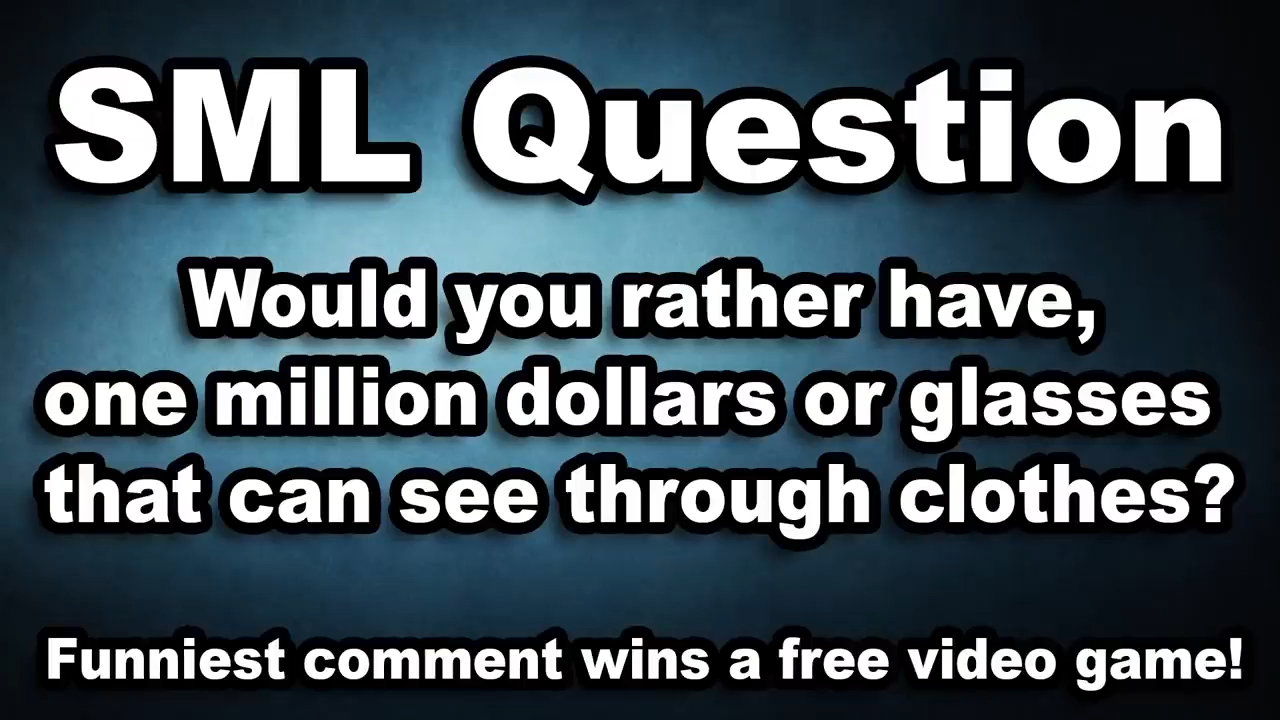 SML Question
Would you rather have,
one million dollars or glasses
that can see through clothes?
Funniest comment wins a free video game!